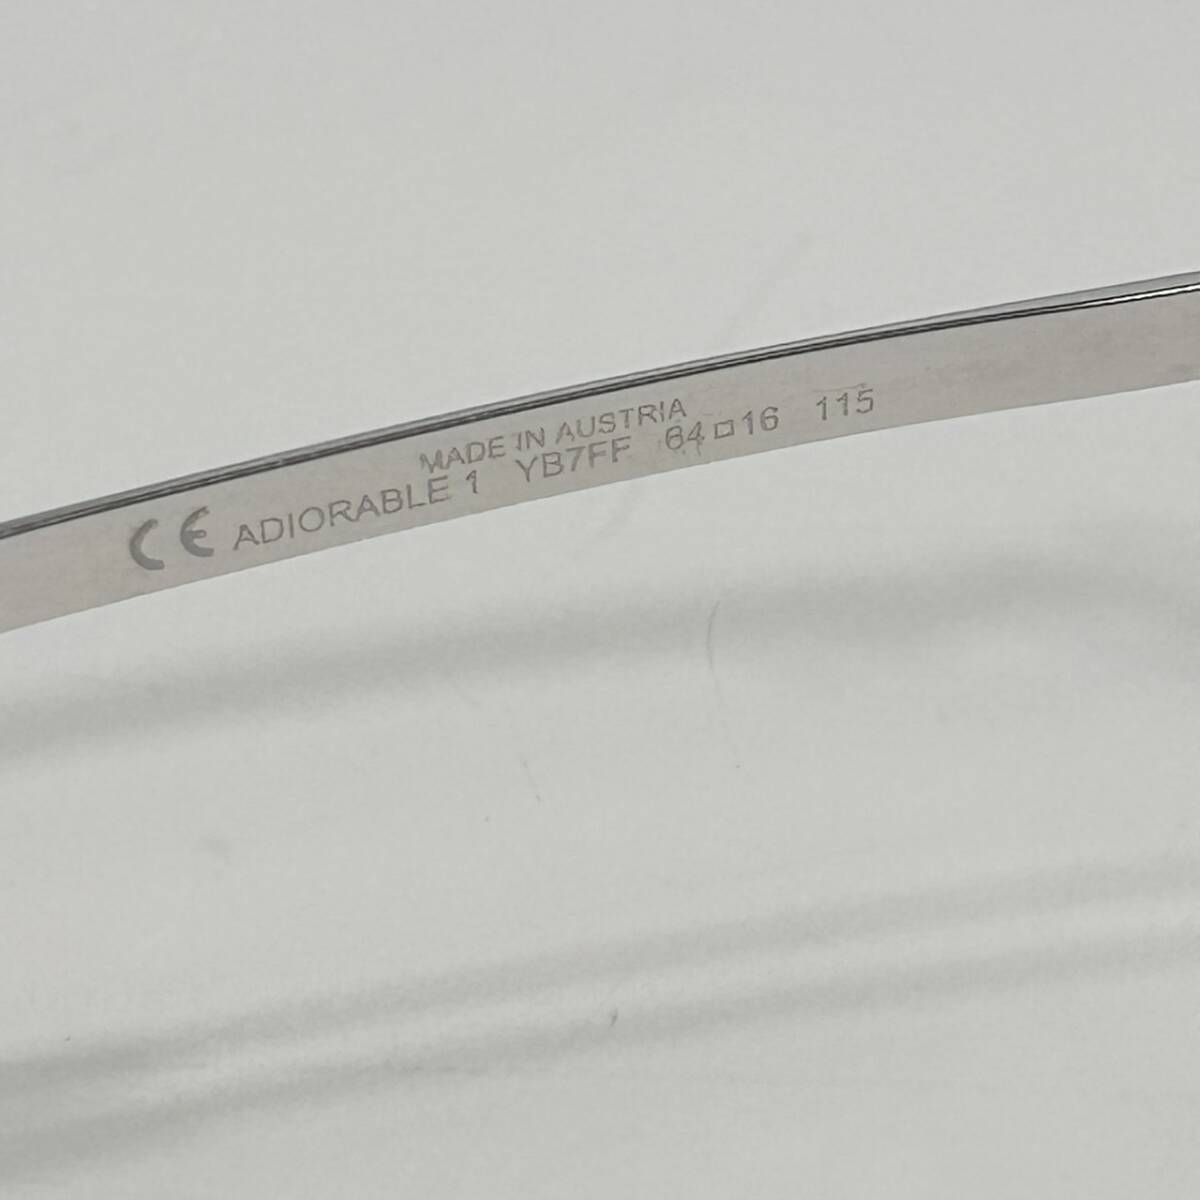 MADE IN AUSTRIA
CE ADIORABLE 1 YB7FF 64□16 115